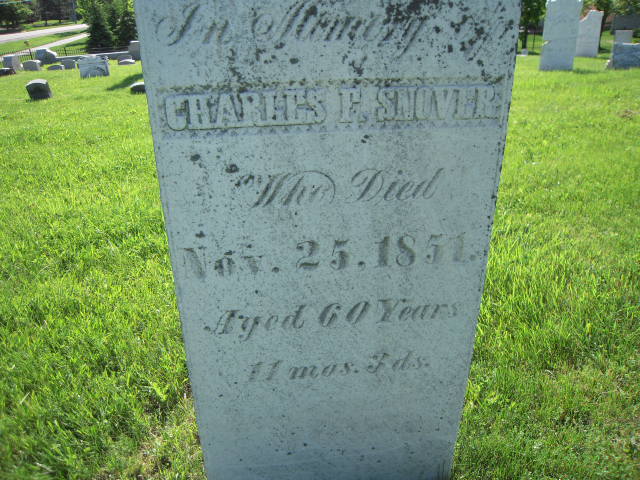 In Memory of
CHARLES F. SNOVER
Who Died
Nov. 25. 1851.
Aged 60 Years
11 mos. 3 ds.